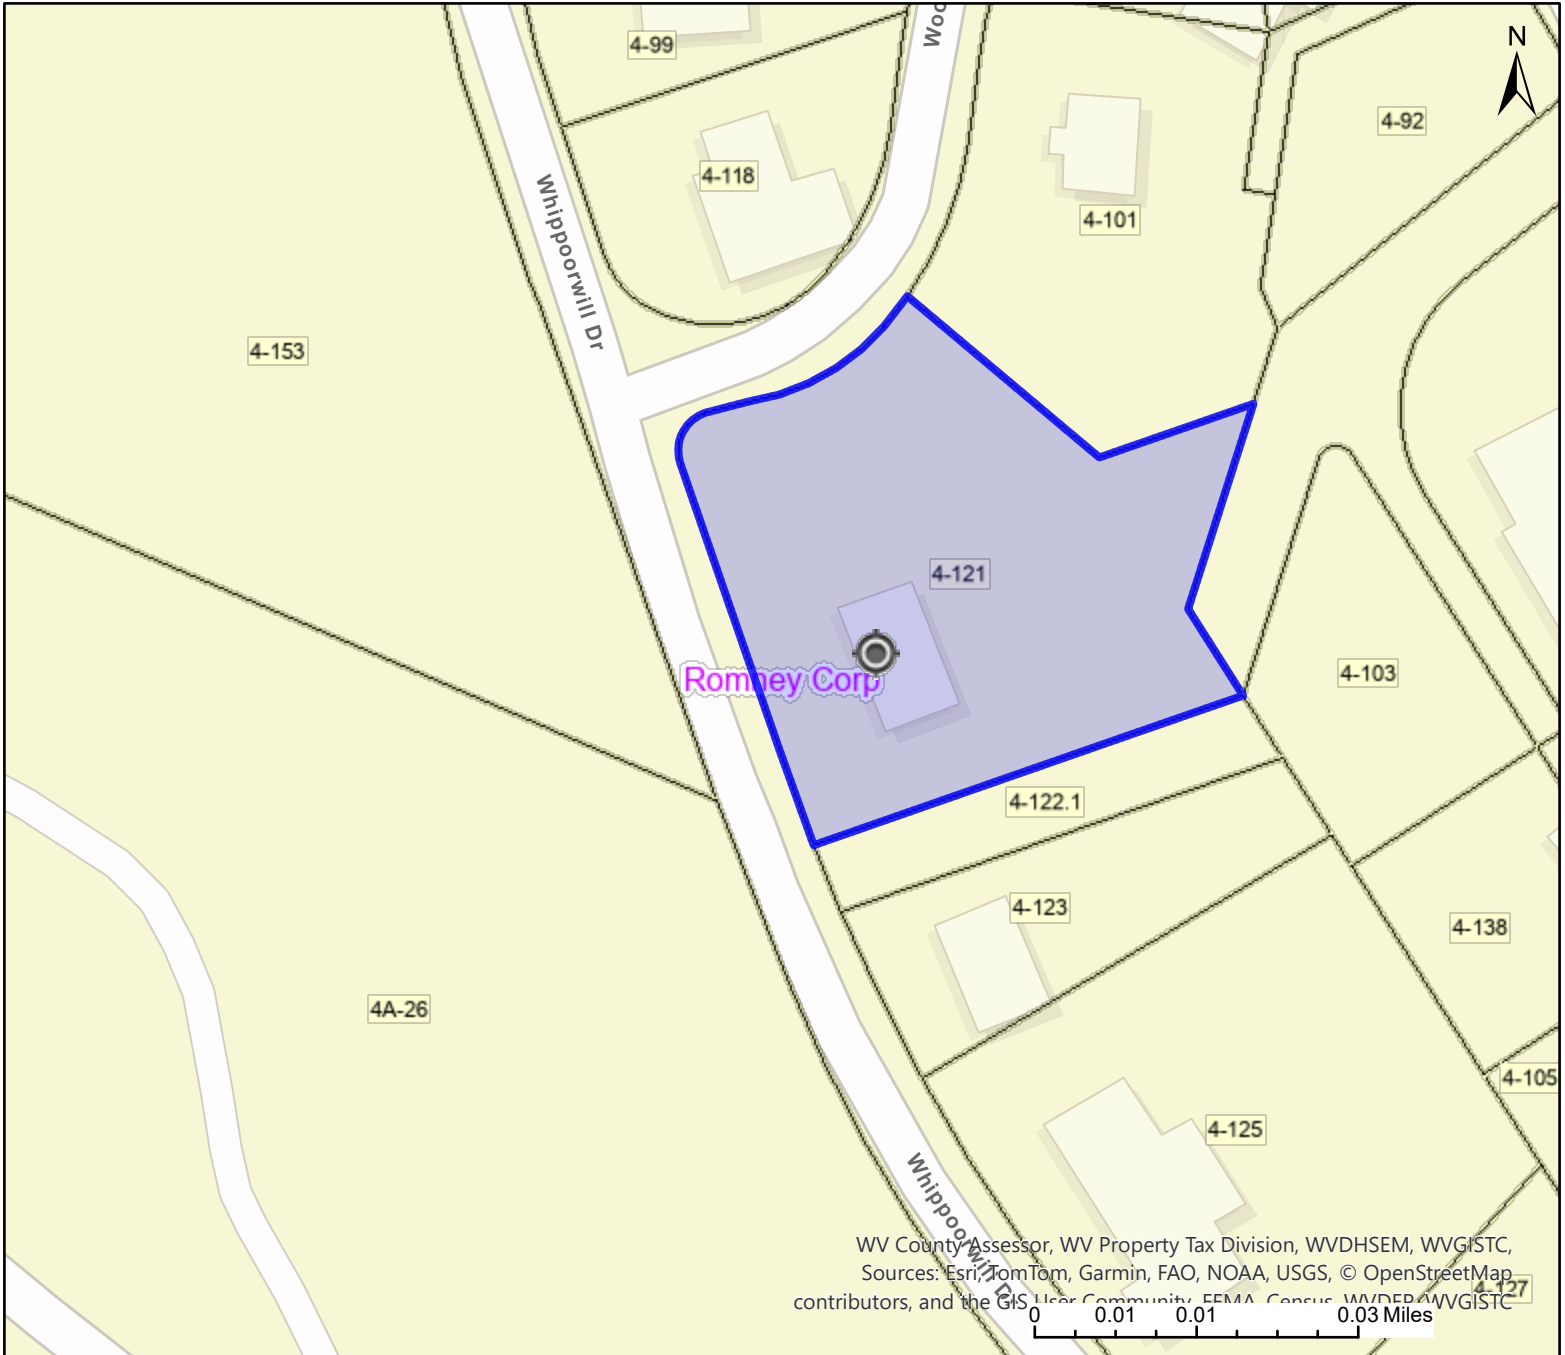 4-99
Woo
N
4-92
4-118
4-101
Whippoorwill Dr
4-153
4-121
Romney Corp
4-103
4-122.1
4-123
4-138
4A-26
4-105
4-125
Whippoorwill Dr
WV County Assessor, WV Property Tax Division, WVDHSEM, WVGISTC,
Sources: Esri, TomTom, Garmin, FAO, NOAA, USGS, © OpenStreetMap
4-127
contributors, and the GIS User Community, FEMA, Census, WVDEP, WVGISTC
0 0.01 0.01 0.03 Miles